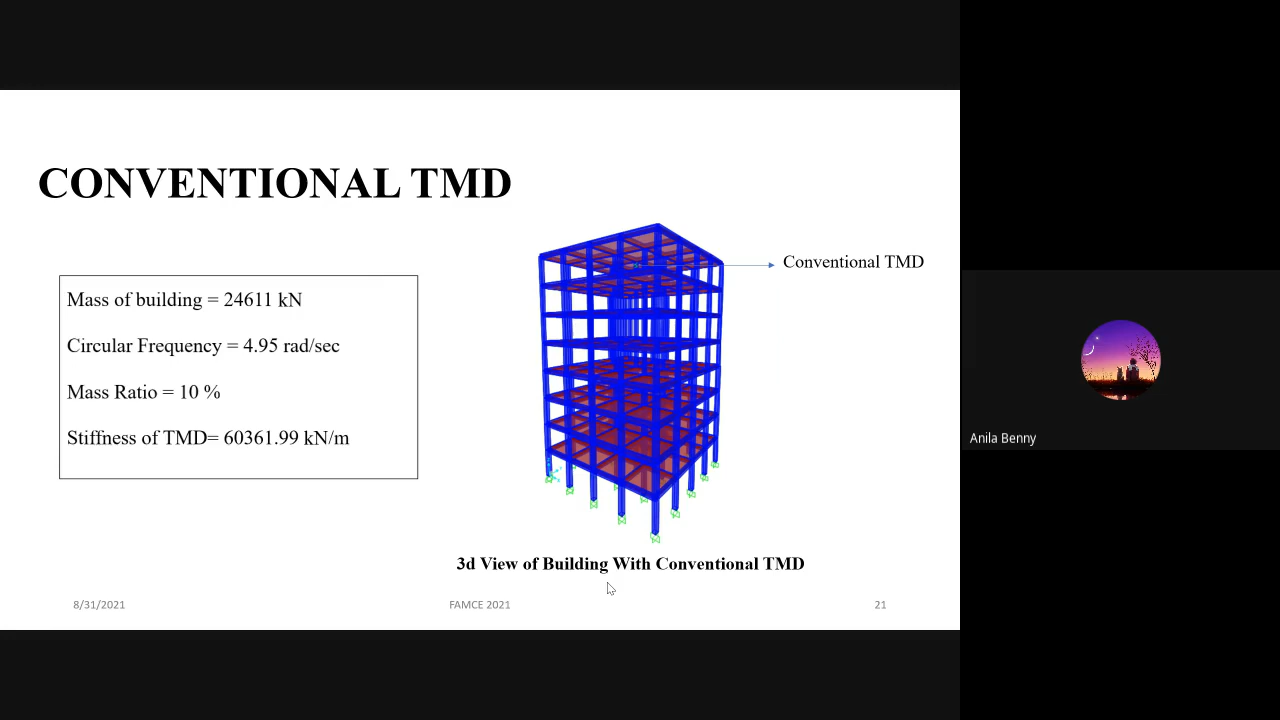 CONVENTIONAL TMD
Mass of building = 24611 kN
Circular Frequency = 4.95 rad/sec
Mass Ratio = 10 %
Stiffness of TMD= 60361.99 kN/m
Conventional TMD
3d View of Building With Conventional TMD
8/31/2021
FAMCE 2021
21
Anila Benny